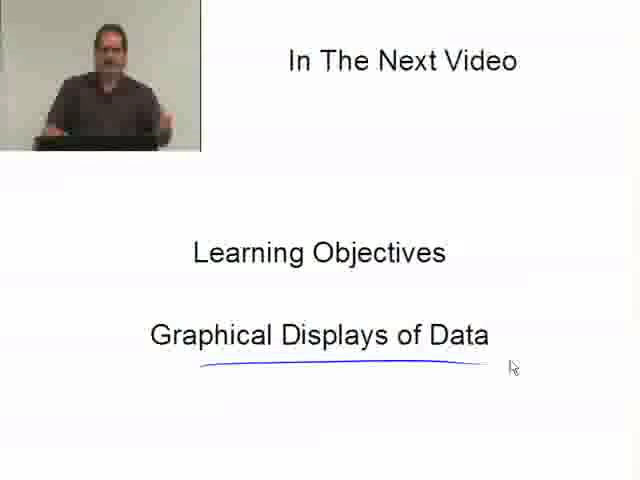 In The Next Video
Learning Objectives
Graphical Displays of Data